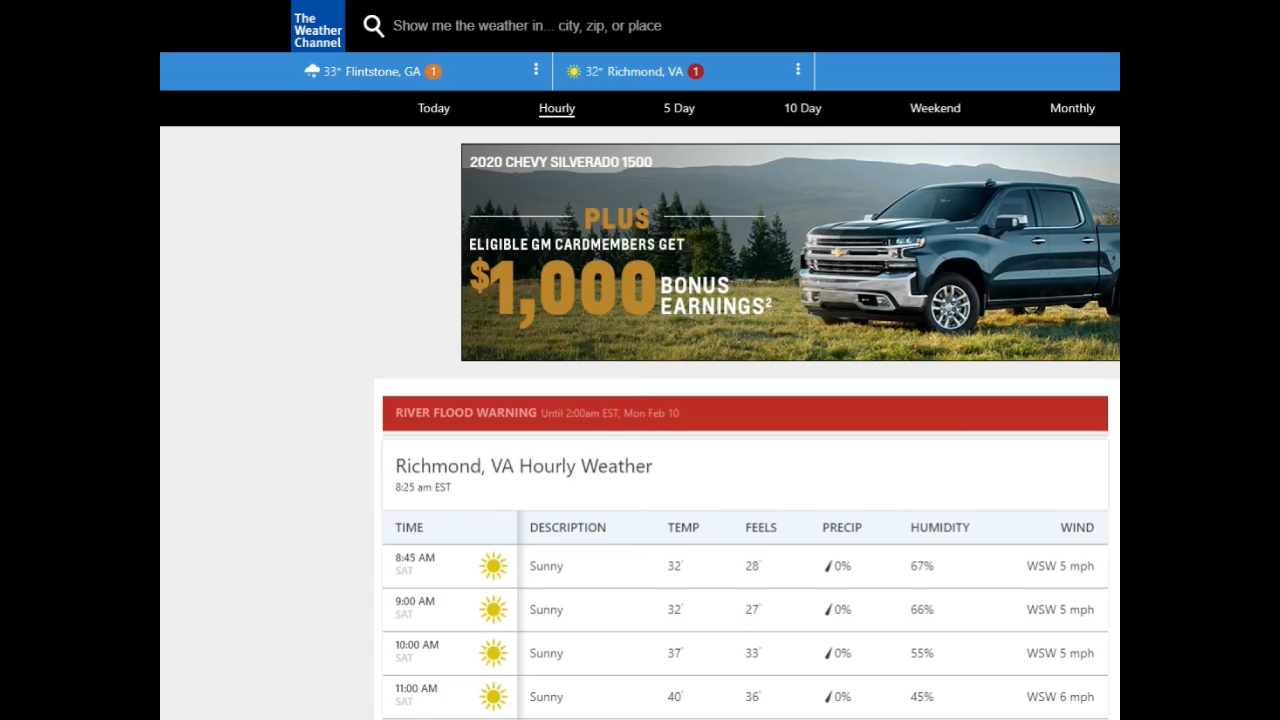 The
Weather
Channel
Show me the weather in... city, zip, or place
33° Flintstone, GA 1
32° Richmond, VA 1
Today Hourly 5 Day 10 Day Weekend Monthly
2020 CHEVY SILVERADO 1500
PLUS
ELIGIBLE GM CARDMEMBERS GET
$1,000 BONUS
EARNINGS²
RIVER FLOOD WARNING Until 2:00am EST, Mon Feb 10
Richmond, VA Hourly Weather
8:25 am EST
TIME DESCRIPTION TEMP FEELS PRECIP HUMIDITY WIND
8:45 AM
SAT
Sunny 32° 28° 0% 67% WSW 5 mph
9:00 AM
SAT
Sunny 32° 27° 0% 66% WSW 5 mph
10:00 AM
SAT
Sunny 37° 33° 0% 55% WSW 5 mph
11:00 AM
SAT
Sunny 40° 36° 0% 45% WSW 6 mph